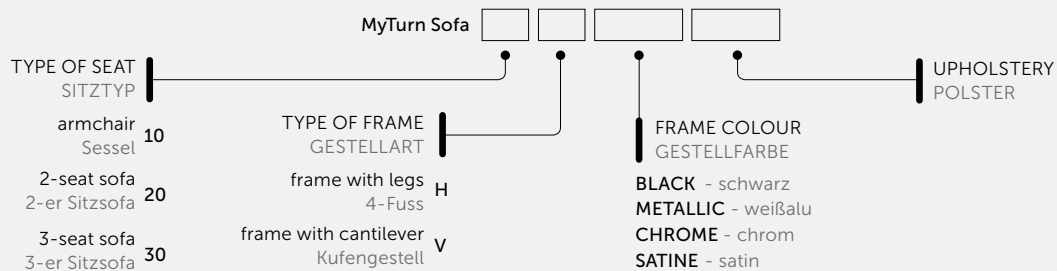 MyTurn Sofa
TYPE OF SEAT
SITZTYP
armchair 10
Sessel
2-seat sofa 20
2-er Sitzsofa
3-seat sofa 30
3-er Sitzsofa
TYPE OF FRAME
GESTELLART
frame with legs H
4-Fuss
frame with cantilever V
Kufengestell
FRAME COLOUR
GESTELLFARBE
BLACK - schwarz
METALLIC - weißalu
CHROME - chrom
SATINE - satin
UPHOLSTERY
POLSTER